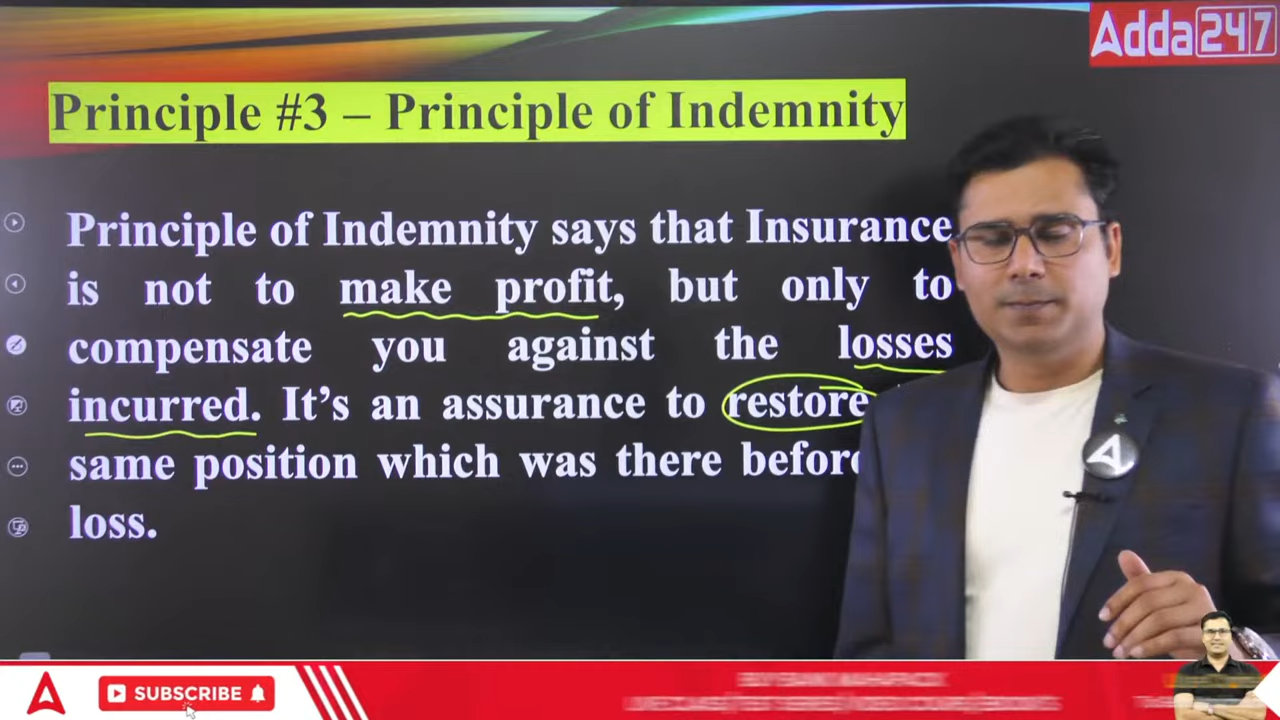 Adda247
Principle #3 – Principle of Indemnity
Principle of Indemnity says that Insurance
is not to make profit, but only to
compensate you against the losses
incurred. It’s an assurance to restore
same position which was there before
loss.
SUBSCRIBE